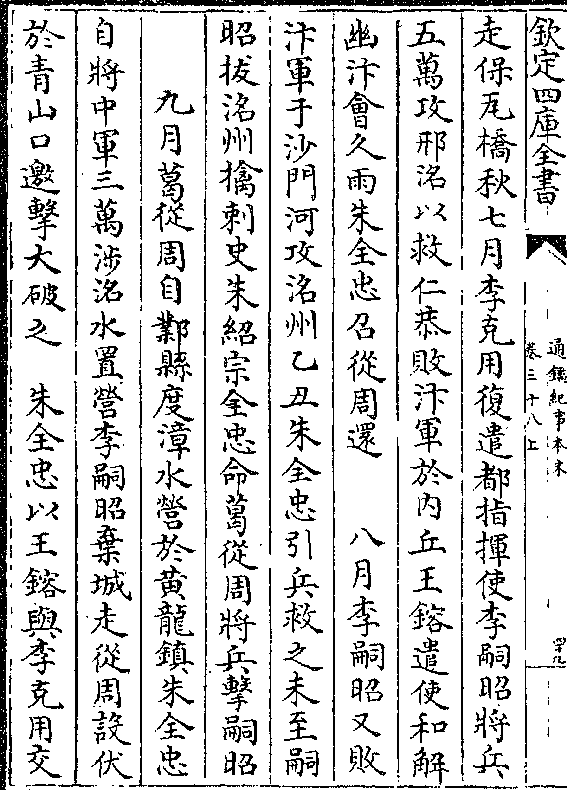 欽定四庫全書
通鑑紀事本末
卷三十八上
四十九
走保瓦橋秋七月李克用復遣都指揮使李嗣昭將兵
五萬攻邢洺以救仁恭敗汴軍於内丘王鎔遣使和解
幽汴會久雨朱全忠召從周還　八月李嗣昭又敗
汴軍于沙門河攻洺州乙丑朱全忠引兵救之未至嗣
昭拔洺州擒刺史朱紹宗全忠命葛從周將兵擊嗣昭
九月葛從周自鄴縣度漳水營於黄龍鎮朱全忠
自將中軍三萬涉洺水置營李嗣昭棄城走從周設伏
於青山口邀擊大破之　朱全忠以王鎔與李克用交